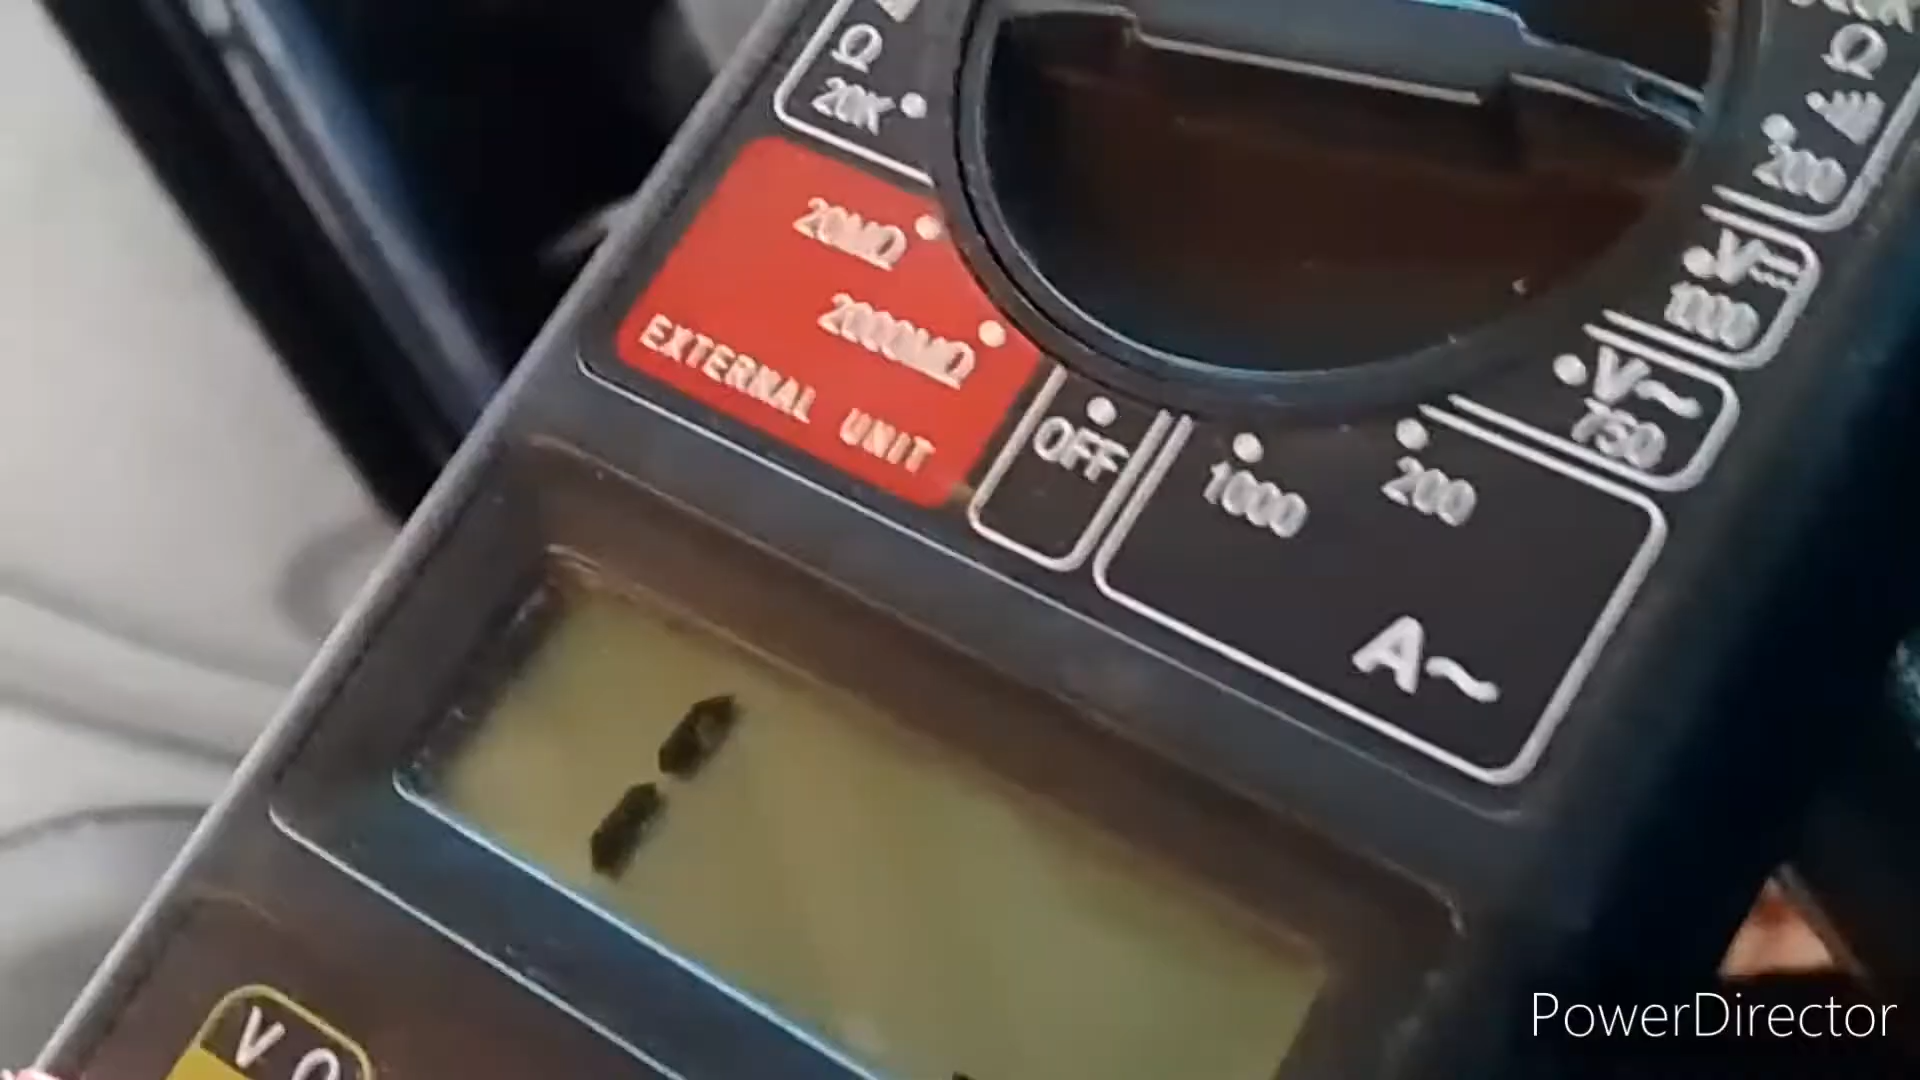 Ω
20K
20MΩ
2000MΩ
EXTERNAL UNIT
OFF
1000
200
A~
V~
750
V
1000
Ω
200
V Ω
PowerDirector